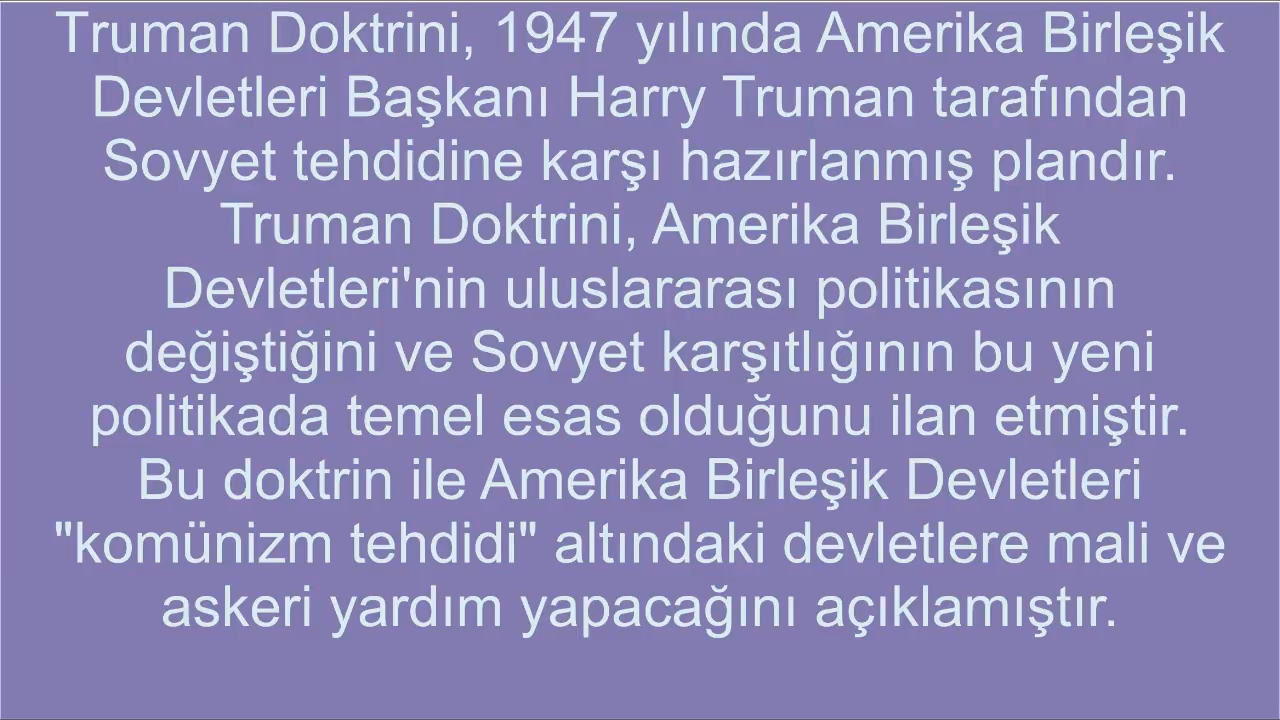 Truman Doktrini, 1947 yılında Amerika Birleşik
Devletleri Başkanı Harry Truman tarafından
Sovyet tehdidine karşı hazırlanmış plandır.
Truman Doktrini, Amerika Birleşik
Devletleri'nin uluslararası politikasının
değiştiğini ve Sovyet karşıtlığının bu yeni
politikada temel esas olduğunu ilan etmiştir.
Bu doktrin ile Amerika Birleşik Devletleri
"komünizm tehdidi" altındaki devletlere mali ve
askeri yardım yapacağını açıklamıştır.